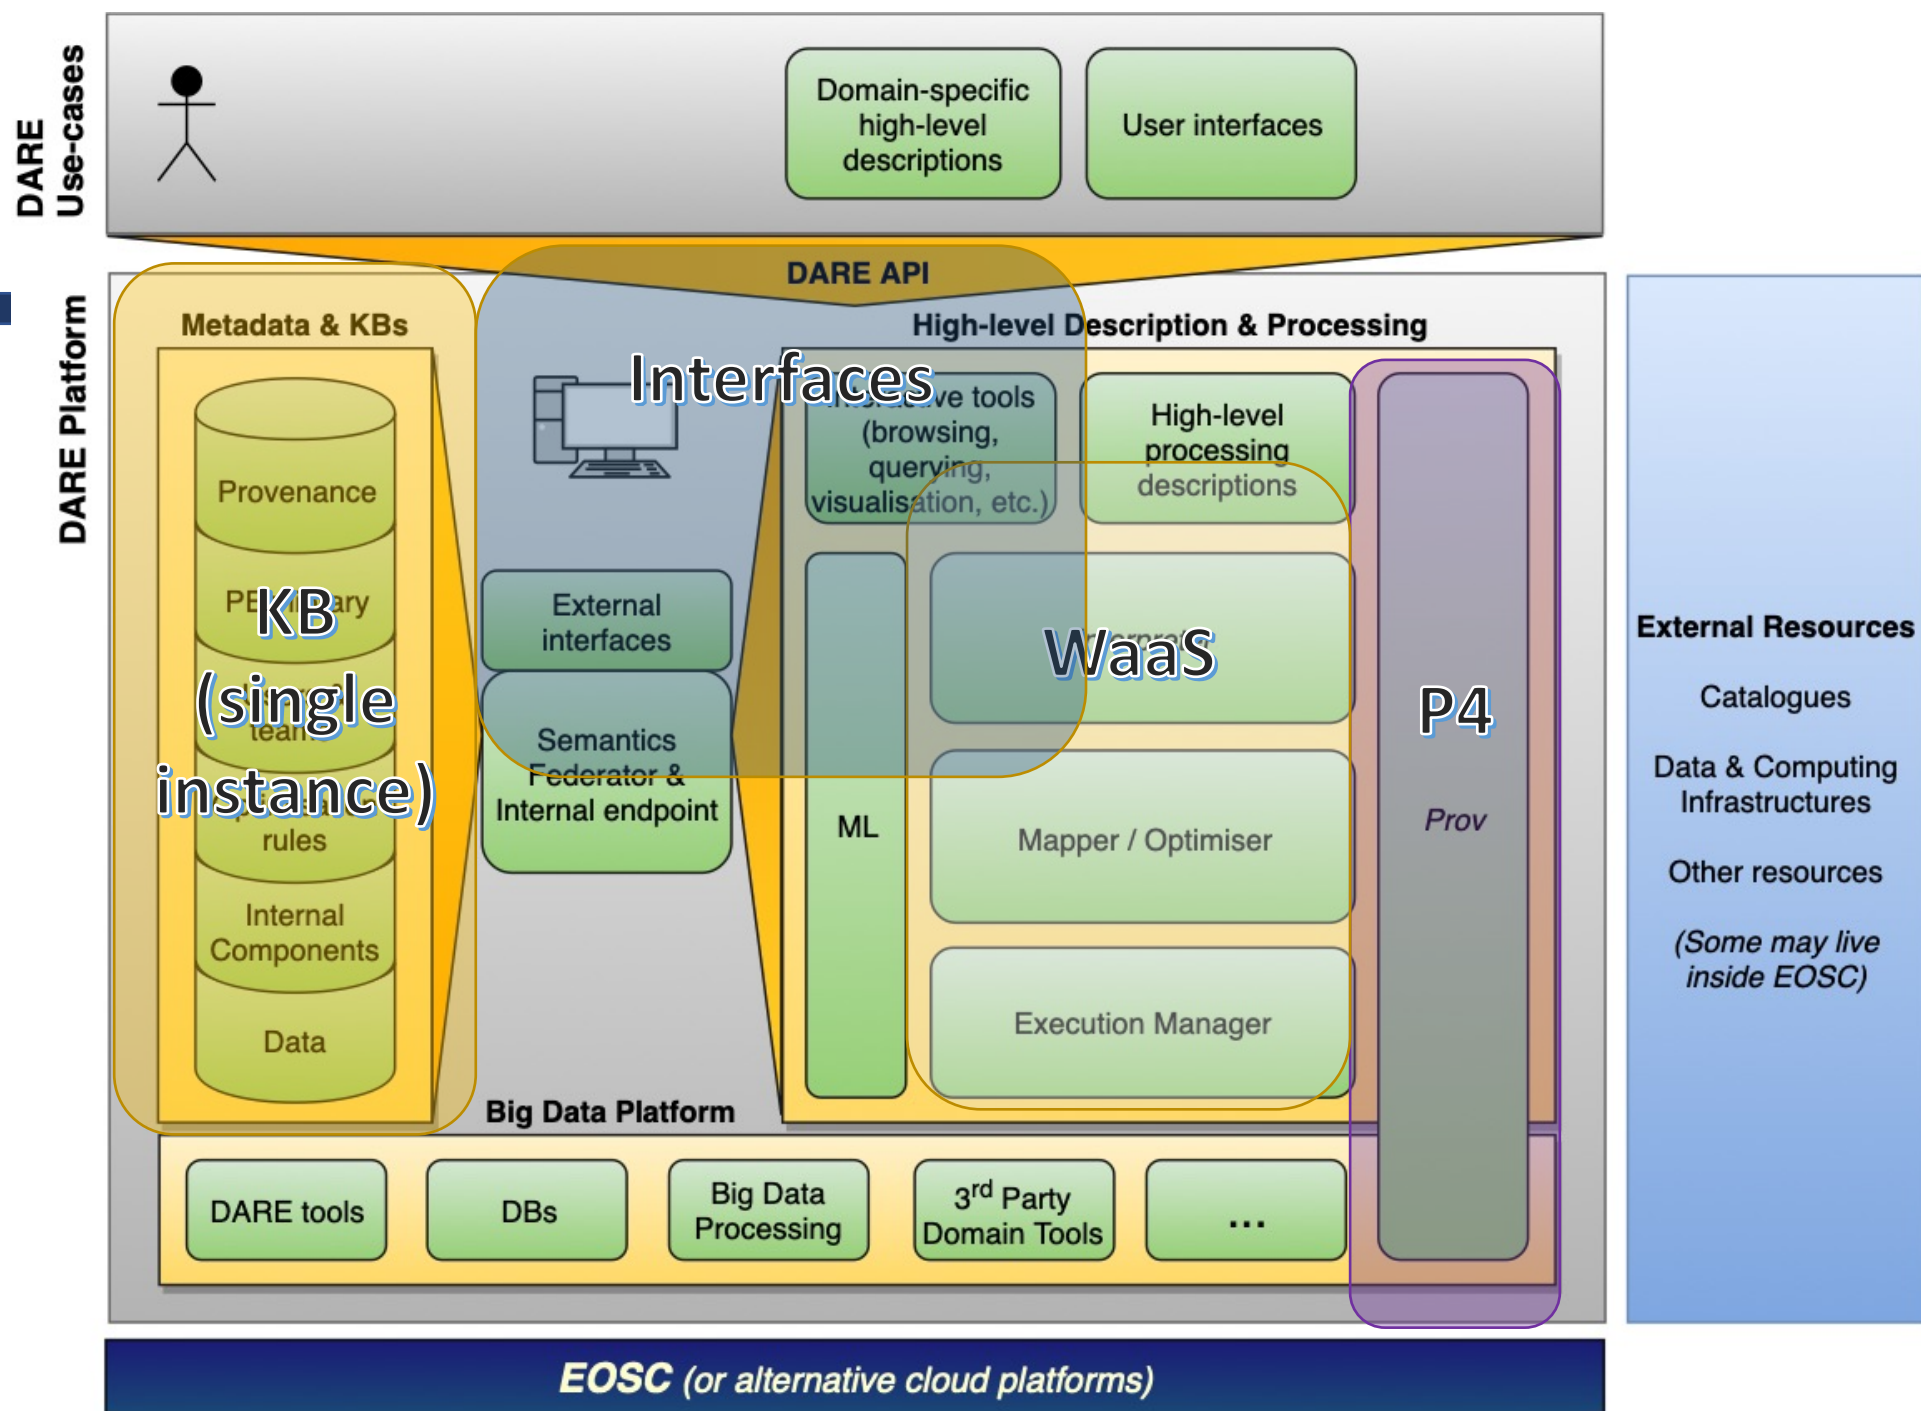 DARE
Use-cases
Domain-specific
high-level
descriptions
User interfaces
DARE API
DARE Platform
Metadata & KBs
Provenance
KB
(single
team
instance)
rules
Internal
Components
Data
Interfaces
External
interfaces
Semantics
Federator &
Internal endpoint
High-level Description & Processing
tools
(browsing,
querying,
visualisation, etc.)
High-level
processing
descriptions
ML
WaaS
Mapper / Optimiser
Execution Manager
P4
Prov
Big Data Platform
DARE tools
DBs
Big Data
Processing
3rd Party
Domain Tools
...
External Resources
Catalogues
Data & Computing
Infrastructures
Other resources
(Some may live
inside EOSC)
EOSC (or alternative cloud platforms)